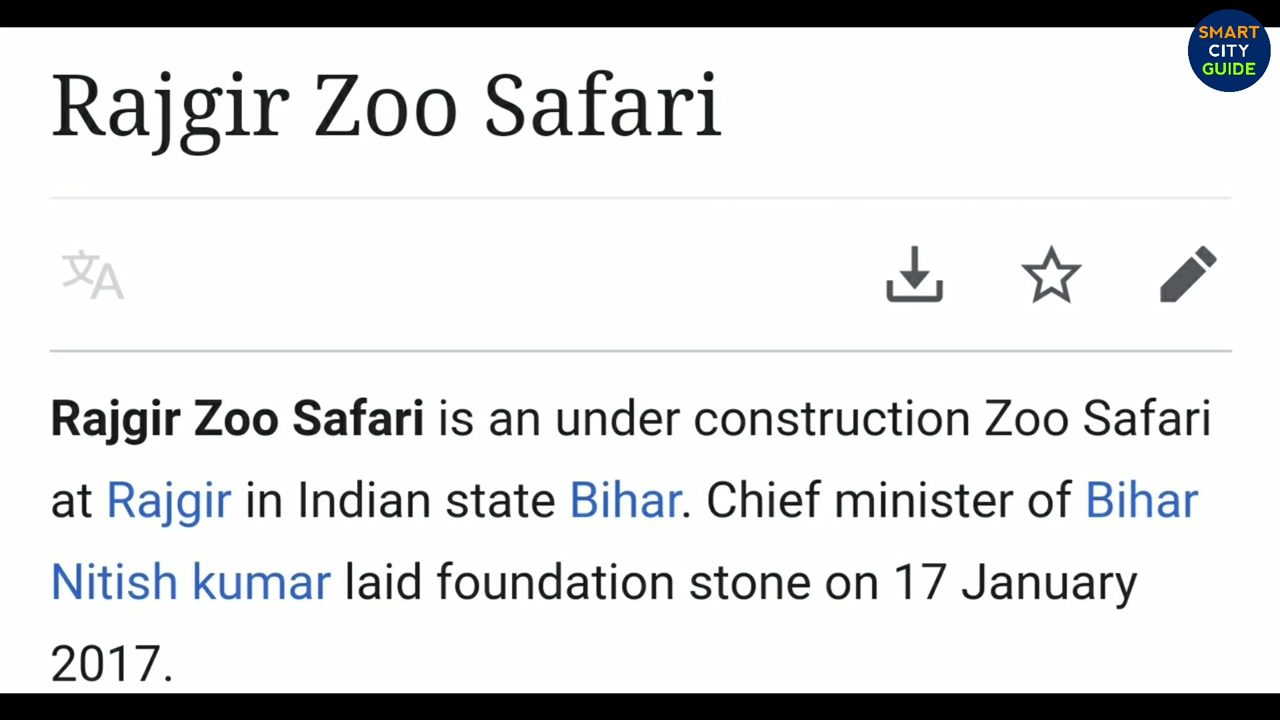 SMART
CITY
GUIDE
Rajgir Zoo Safari
文A
Rajgir Zoo Safari is an under construction Zoo Safari
at Rajgir in Indian state Bihar. Chief minister of Bihar
Nitish kumar laid foundation stone on 17 January
2017.